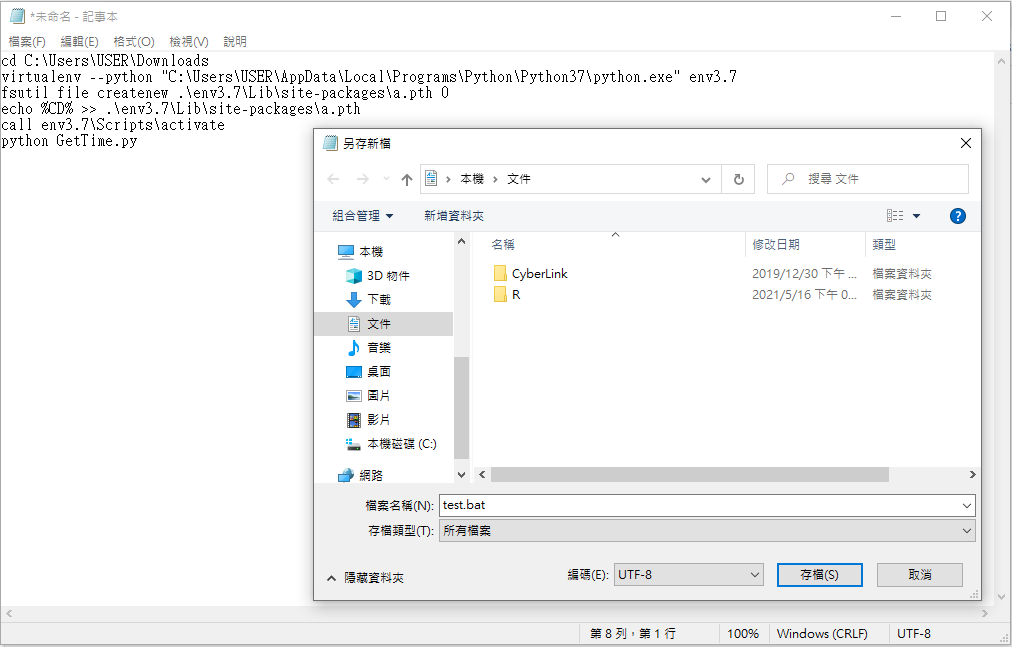 *未命名 - 記事本
檔案(F) 編輯(E) 格式(O) 檢視(V) 說明
cd C:\Users\USER\Downloads
virtualenv --python "C:\Users\USER\AppData\Local\Programs\Python\Python37\python.exe" env3.7
fsutil file createnew .\env3.7\Lib\site-packages\a.pth 0
echo %CD% >> .\env3.7\Lib\site-packages\a.pth
call env3.7\Scripts\activate
python GetTime.py
另存新檔
本機 › 文件
搜尋 文件
組合管理 新增資料夾
名稱 修改日期 類型
本機
3D 物件
下載
文件
音樂
桌面
圖片
影片
本機磁碟 (C:)
網路
CyberLink 2019/12/30 下午 ... 檔案資料夾
R 2021/5/16 下午 0... 檔案資料夾
檔案名稱(N): test.bat
存檔類型(T): 所有檔案
隱藏資料夾 編碼(E): UTF-8 存檔(S) 取消
第 8 列，第 1 行 100% Windows (CRLF) UTF-8